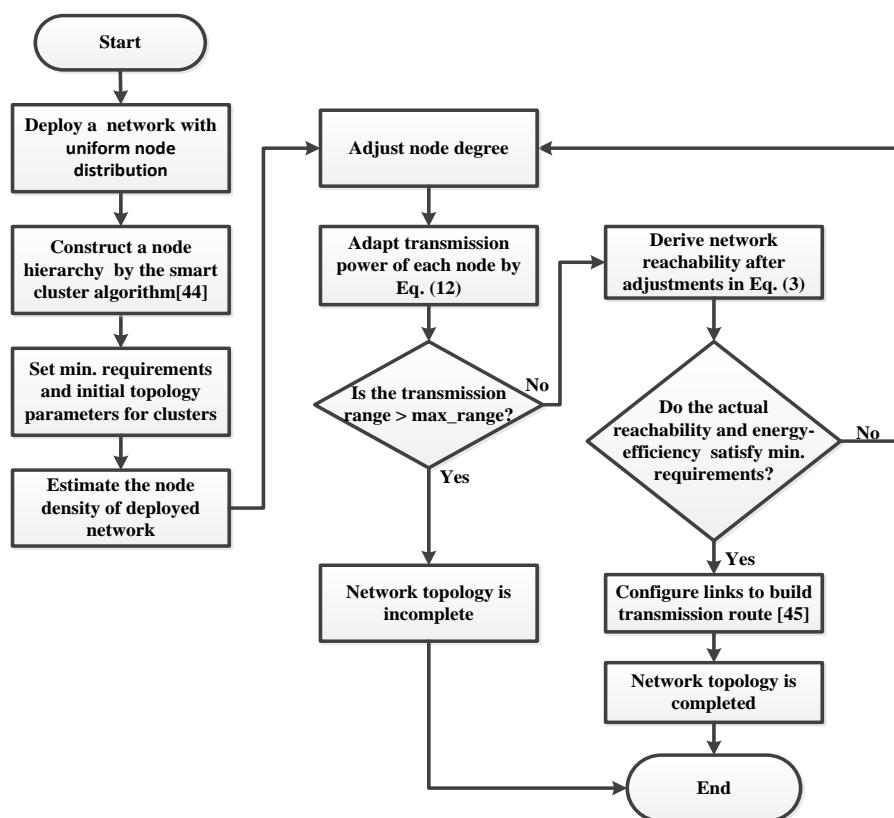 Start
Deploy a network with
uniform node
distribution
Construct a node
hierarchy by the smart
cluster algorithm[44]
Set min. requirements
and initial topology
parameters for clusters
Estimate the node
density of deployed
network
Adjust node degree
Adapt transmission
power of each node by
Eq. (12)
Is the transmission
range > max_range?
No
Yes
Network topology is
incomplete
Derive network
reachability after
adjustments in Eq. (3)
Do the actual
reachability and energy-
efficiency satisfy min.
requirements?
No
Yes
Configure links to build
transmission route [45]
Network topology is
completed
End